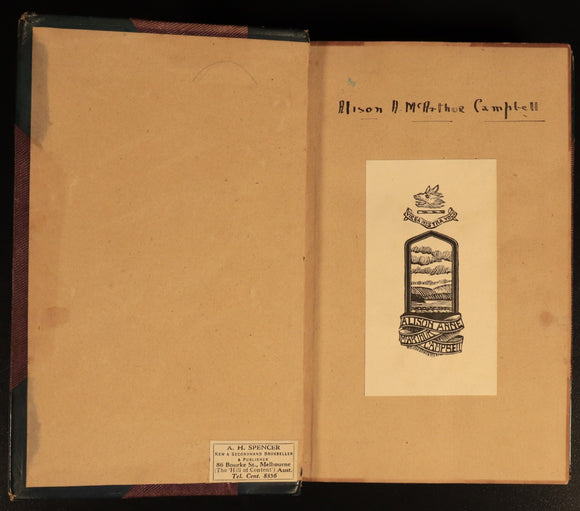 Alison A. McArthur Campbell
ALISON ANNE
McARTHUR
CAMPBELL
A. H. SPENCER
NEW & SECONDHAND BOOKSELLER
& PUBLISHER
86 Bourke St., Melbourne
(The 'Hill of Content') Aust.
Tel. Cent. 8356